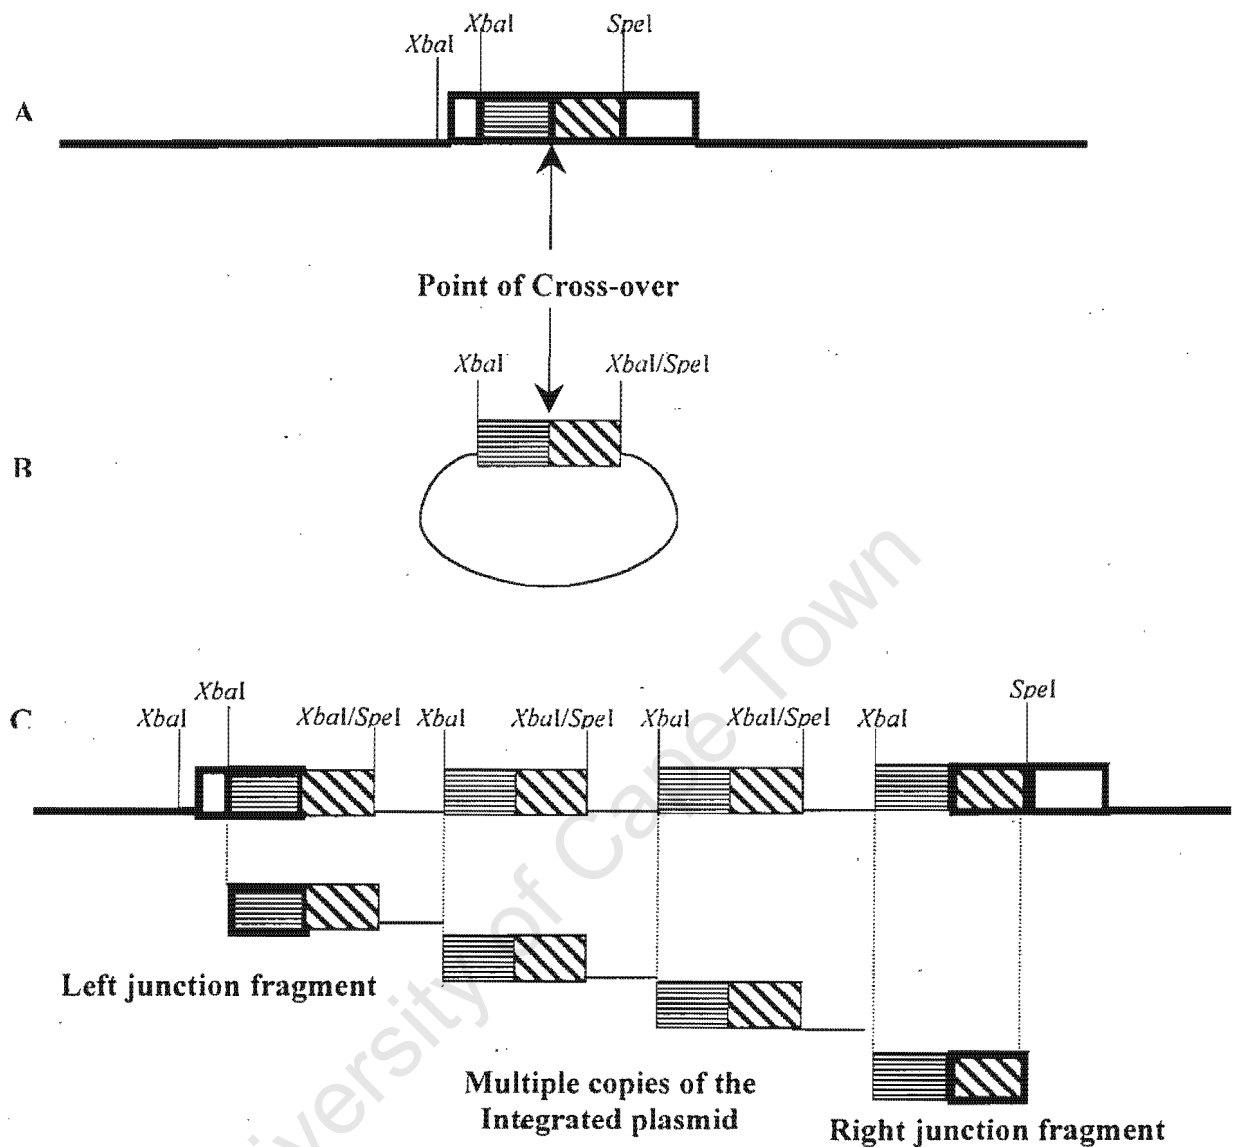 XbaI SpeI
XbaI
A
Point of Cross-over
XbaI XbaI/SpeI
B
C
XbaI SpeI
XbaI XbaI/SpeI XbaI XbaI/SpeI XbaI XbaI/SpeI XbaI
Left junction fragment
Multiple copies of the
Integrated plasmid
Right junction fragment
University of Cape Town